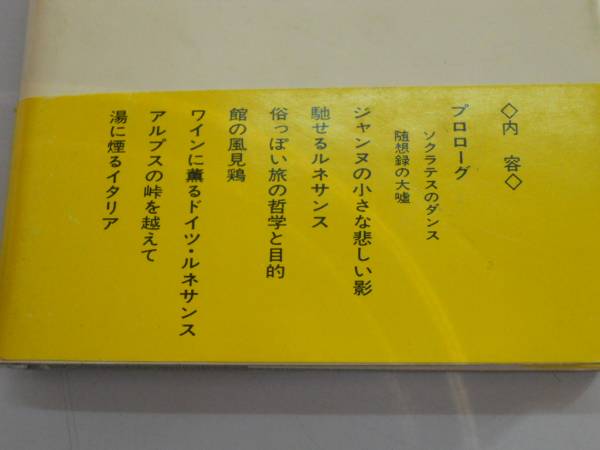 ◇内 容◇
プロローグ
ソクラテスのダンス
随想録の大嘘
ジャンヌの小さな悲しい影
馳せるルネサンス
俗っぽい旅の哲学と目的
館の風見鶏
ワインに薫るドイツ・ルネサンス
アルプスの峠を越えて
湯に煙るイタリア